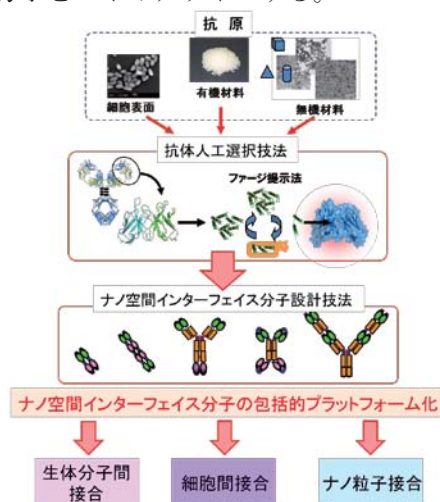 抗 原
細胞表面
有機材料
無機材料
抗体人工選択技法
ファージ提示法
ナノ空間インターフェイス分子設計技法
ナノ空間インターフェイス分子の包括的プラットフォーム化
生体分子間
接合
細胞間接合
ナノ粒子接合